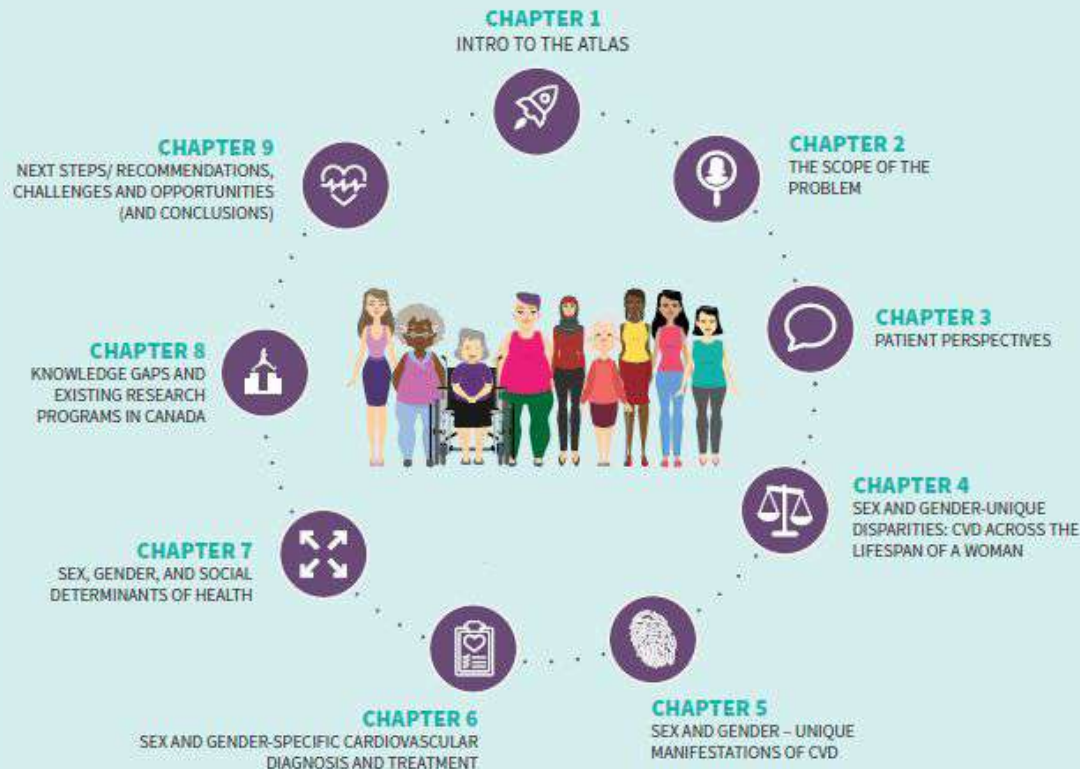 CHAPTER 1
INTRO TO THE ATLAS
CHAPTER 2
THE SCOPE OF THE
PROBLEM
CHAPTER 3
PATIENT PERSPECTIVES
CHAPTER 4
SEX AND GENDER-UNIQUE
DISPARITIES: CVD ACROSS THE
LIFESPAN OF A WOMAN
CHAPTER 5
SEX AND GENDER – UNIQUE
MANIFESTATIONS OF CVD
CHAPTER 6
SEX AND GENDER-SPECIFIC CARDIOVASCULAR
DIAGNOSIS AND TREATMENT
CHAPTER 7
SEX, GENDER, AND SOCIAL
DETERMINANTS OF HEALTH
CHAPTER 8
KNOWLEDGE GAPS AND
EXISTING RESEARCH
PROGRAMS IN CANADA
CHAPTER 9
NEXT STEPS/ RECOMMENDATIONS,
CHALLENGES AND OPPORTUNITIES
(AND CONCLUSIONS)